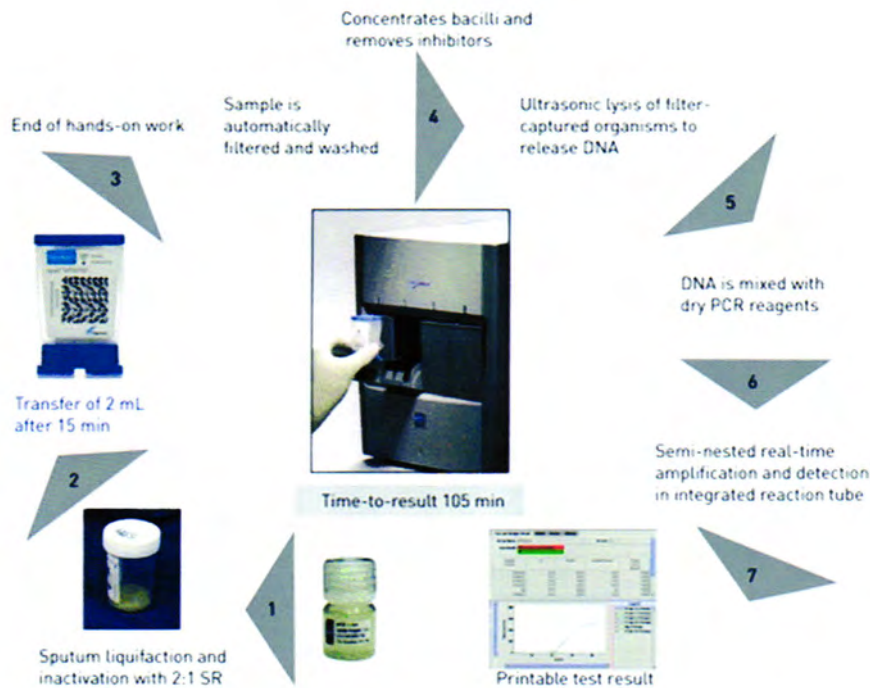 Concentrates bacilli and
removes inhibitors
4
Sample is
automatically
filtered and washed
Ultrasonic lysis of filter-
captured organisms to
release DNA
End of hands-on work
3
5
DNA is mixed with
dry PCR reagents
6
Transfer of 2 mL
after 15 min
2
Semi-nested real-time
amplification and detection
in integrated reaction tube
Time-to-result 105 min
7
1
Sputum liquifaction and
inactivation with 2:1 SR
Printable test result